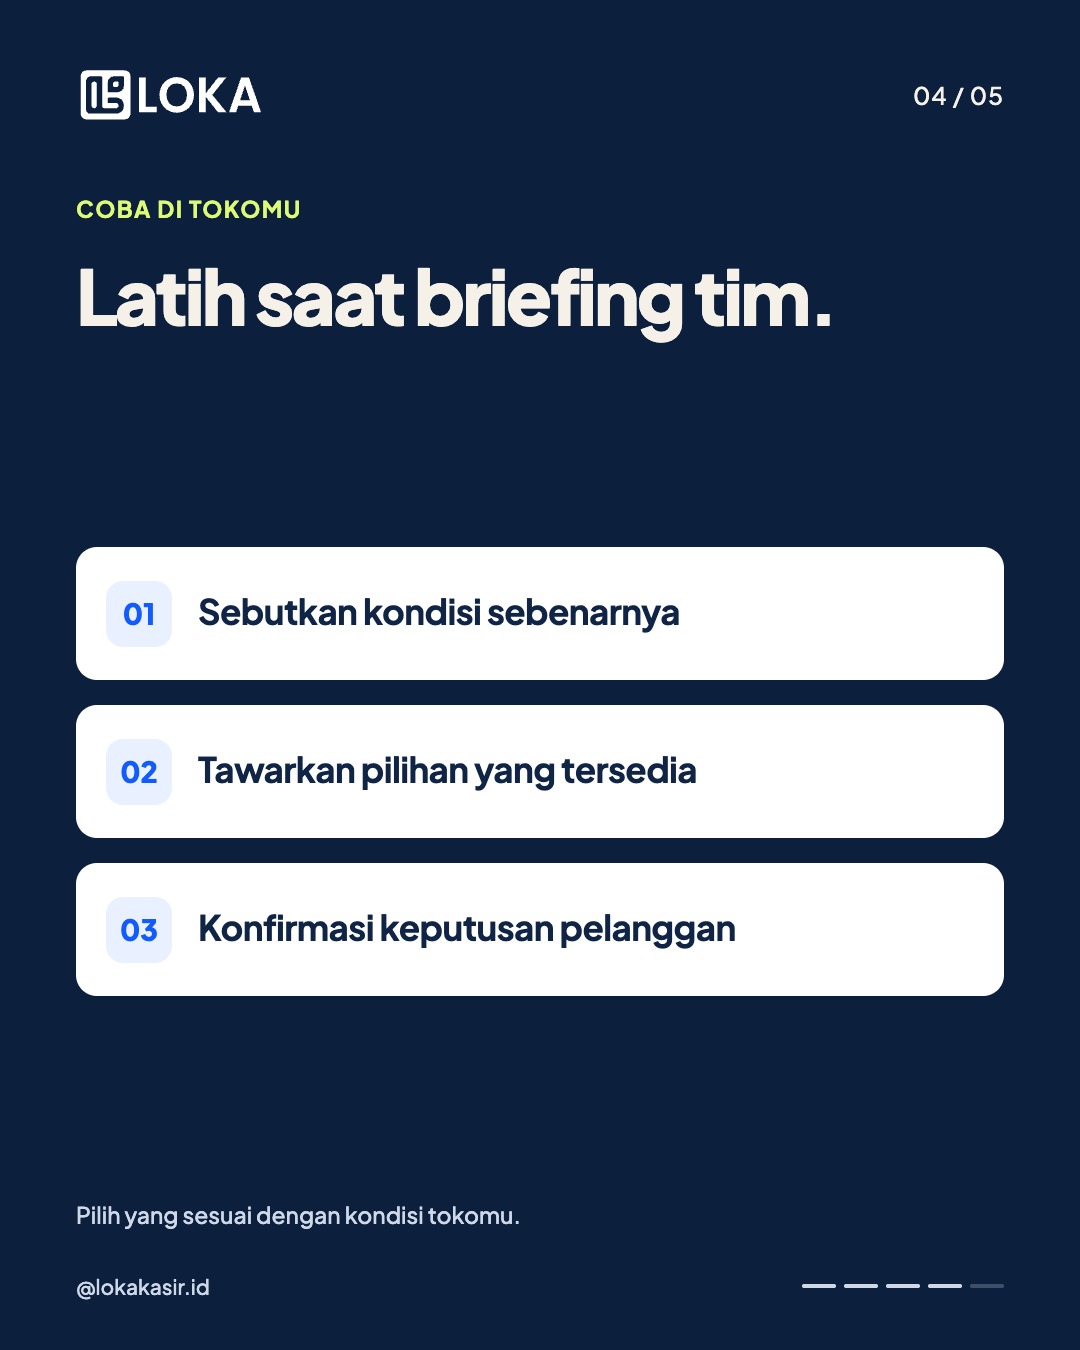 LOKA
04 / 05
COBA DI TOKOMU
Latih saat briefing tim.
01 Sebutkan kondisi sebenarnya
02 Tawarkan pilihan yang tersedia
03 Konfirmasi keputusan pelanggan
Pilih yang sesuai dengan kondisi tokomu.
@lokakasir.id